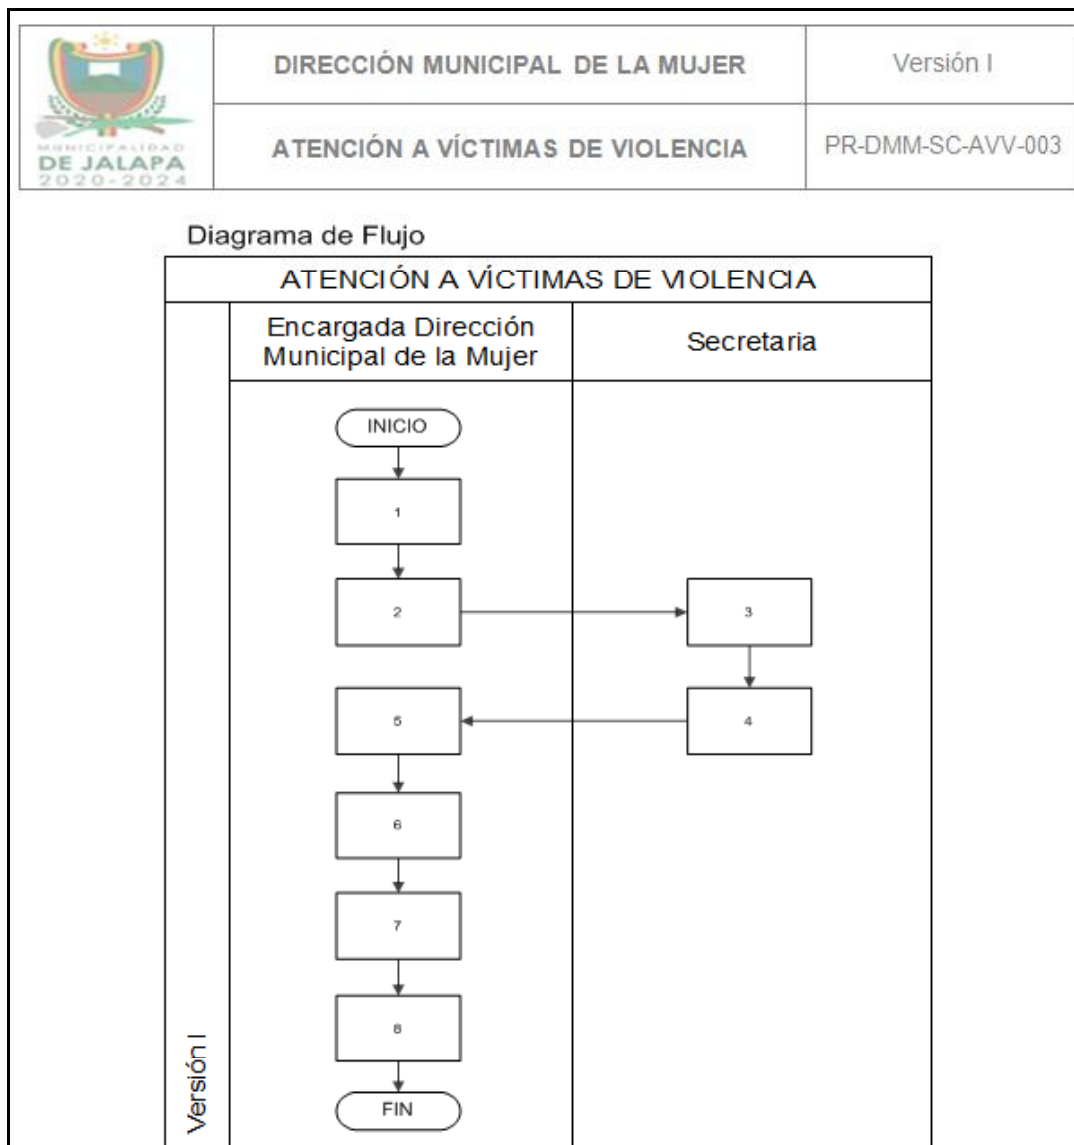 MUNICIPALIDAD
DE JALAPA
2020-2024
DIRECCIÓN MUNICIPAL DE LA MUJER
Versión I
ATENCIÓN A VÍCTIMAS DE VIOLENCIA
PR-DMM-SC-AVV-003
Diagrama de Flujo
ATENCIÓN A VÍCTIMAS DE VIOLENCIA
Encargada Dirección
Municipal de la Mujer
Secretaria
INICIO
1
2
3
4
5
6
7
8
FIN
Versión I